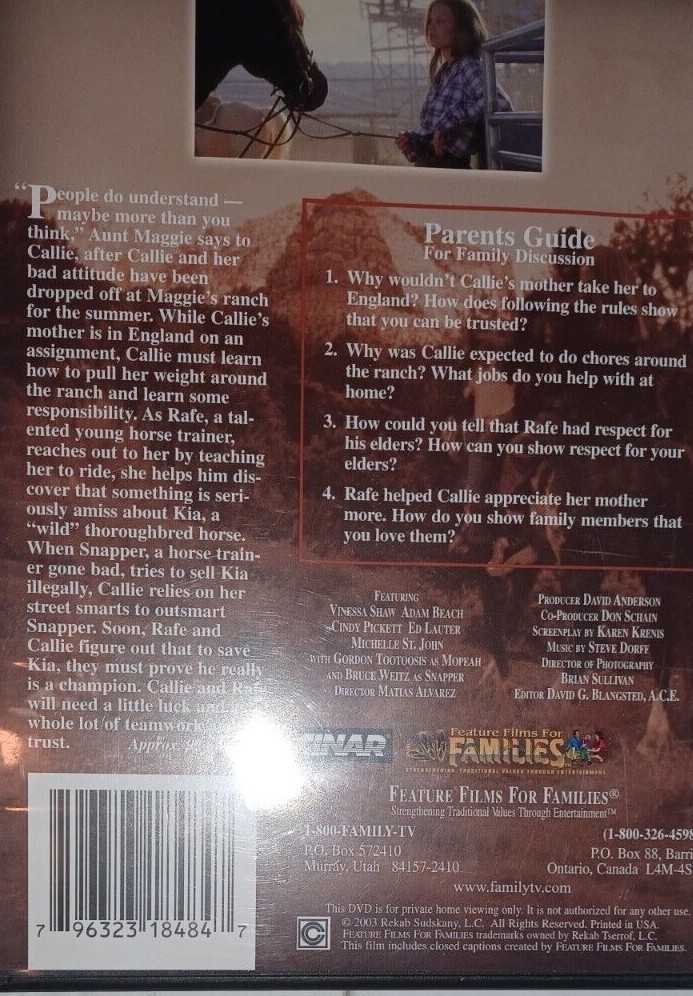 “People do understand —
maybe more than you
think,” Aunt Maggie says to
Callie, after Callie and her
bad attitude have been
dropped off at Maggie’s ranch
for the summer. While Callie’s
mother is in England on an
assignment, Callie must learn
how to pull her weight around
the ranch and learn some
responsibility. As Rafe, a tal-
ented young horse trainer,
reaches out to her by teaching
her to ride, she helps him dis-
cover that something is seri-
ously amiss about Kia, a
“wild” thoroughbred horse.
When Snapper, a horse train-
er gone bad, tries to sell Kia
illegally, Callie relies on her
street smarts to outsmart
Snapper. Soon, Rafe and
Callie figure out that to save
Kia, they must prove he really
is a champion. Callie and Rafe
will need a little luck and
whole lot of teamwork
trust. Approx.
Parents Guide
For Family Discussion
1. Why wouldn’t Callie’s mother take her to
England? How does following the rules show
that you can be trusted?
2. Why was Callie expected to do chores around
the ranch? What jobs do you help with at
home?
3. How could you tell that Rafe had respect for
his elders? How can you show respect for your
elders?
4. Rafe helped Callie appreciate her mother
more. How do you show family members that
you love them?
FEATURING
VINESSA SHAW ADAM BEACH
CINDY PICKETT ED LAUTER
MICHELLE ST. JOHN
WITH GORDON TOOTOOSIS AS MOPEAH
AND BRUCE WEITZ AS SNAPPER
DIRECTOR MATIAS ALVAREZ
PRODUCER DAVID ANDERSON
CO-PRODUCER DON SCHAIN
SCREENPLAY BY KAREN KRENIS
MUSIC BY STEVE DORFF
DIRECTOR OF PHOTOGRAPHY
BRIAN SULLIVAN
EDITOR DAVID G. BLANGSTED, A.C.E.
INAR
Feature Films For
FAMILIES
STRENGTHENING TRADITIONAL VALUES THROUGH ENTERTAINMENT
FEATURE FILMS FOR FAMILIES®
Strengthening Traditional Values Through Entertainment™
1-800-FAMILY-TV (1-800-326-4598
P.O. Box 572410
Murray, Utah 84157-2410
P.O. Box 88, Barri
Ontario, Canada L4M-4S
www.familytv.com
This DVD is for private home viewing only. It is not authorized for any other use.
© 2003 Rekab Sudskany, L.C. All Rights Reserved. Printed in USA.
FEATURE FILMS FOR FAMILIES trademarks owned by Rekab Tserrof, L.C.
This film includes closed captions created by FEATURE FILMS FOR FAMILIES.
7 96323 18484 7